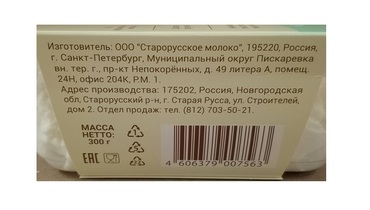 Изготовитель: ООО "Старорусское молоко", 195220, Россия,
г. Санкт-Петербург, Муниципальный округ Пискаревка
вн. тер. г., пр-кт Непокорённых, д. 49 литера А, помещ.
24Н, офис 204К, Р.М. 1.
Адрес производства: 175202, Россия, Новгородская
обл, Старорусский р-н, г. Старая Русса, ул. Строителей,
дом 2. Отдел продаж: тел. (812) 703-50-21.
МАССА
НЕТТО:
300 г
EAC
4 606379 007563